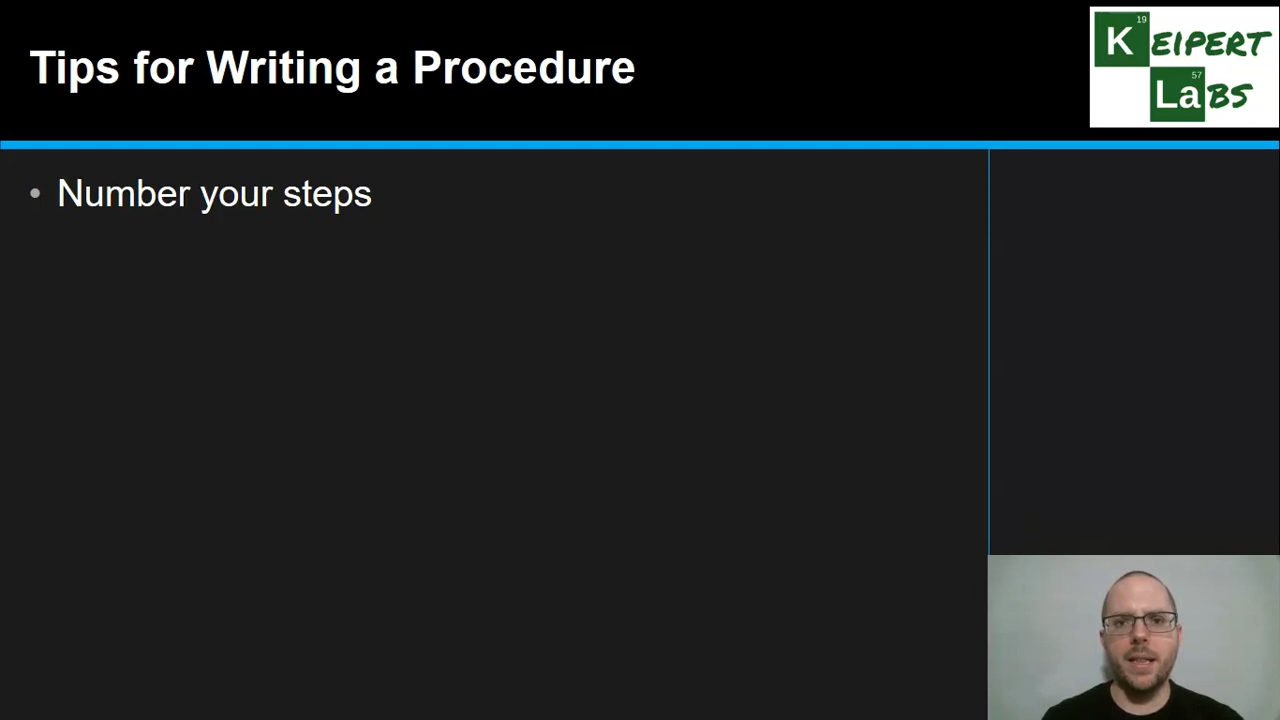 Tips for Writing a Procedure
19
KEIPERT
57
LaBS
• Number your steps